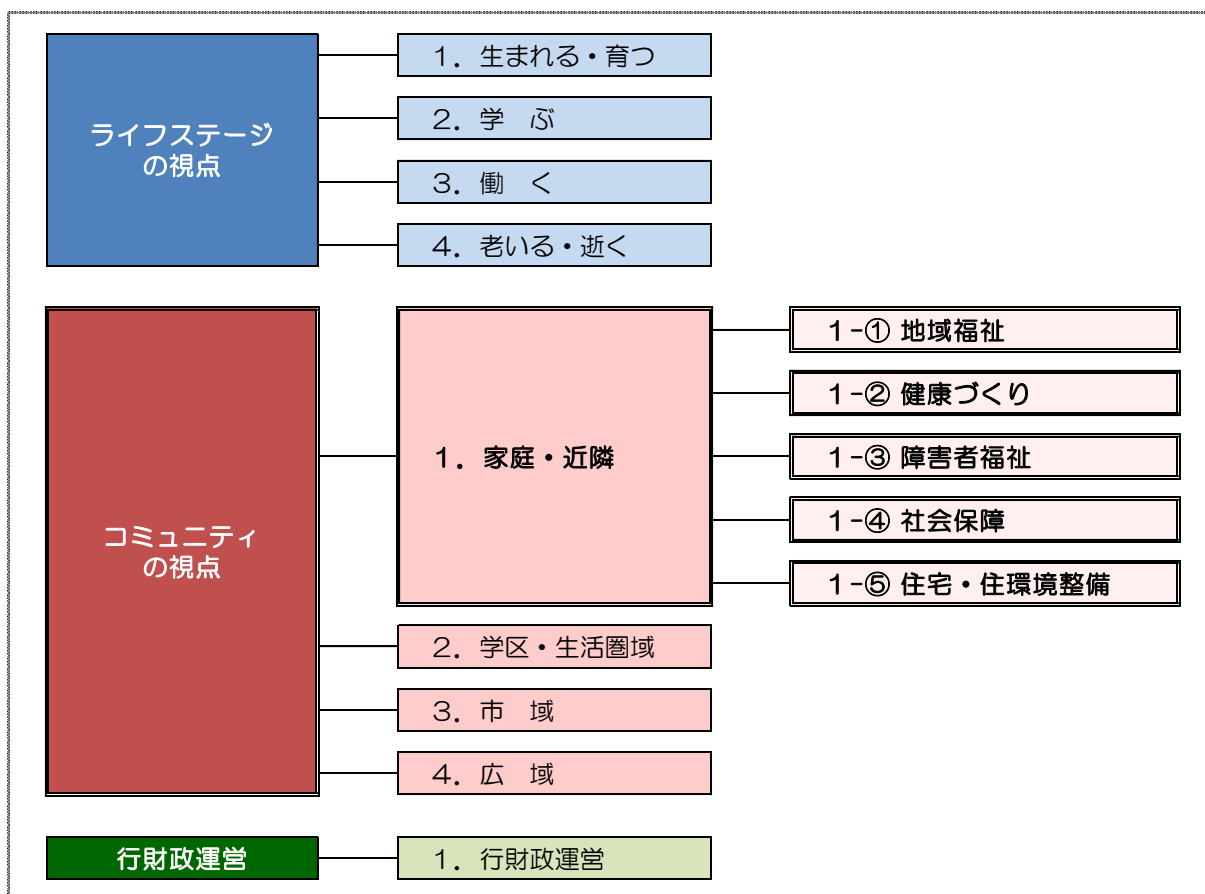 ライフステージ
の視点
１．生まれる・育つ
２．学　ぶ
３．働　く
４．老いる・逝く
コミュニティ
の視点
１．家庭・近隣
１-① 地域福祉
１-② 健康づくり
１-③ 障害者福祉
１-④ 社会保障
１-⑤ 住宅・住環境整備
２．学区・生活圏域
３．市　域
４．広　域
行財政運営
１．行財政運営